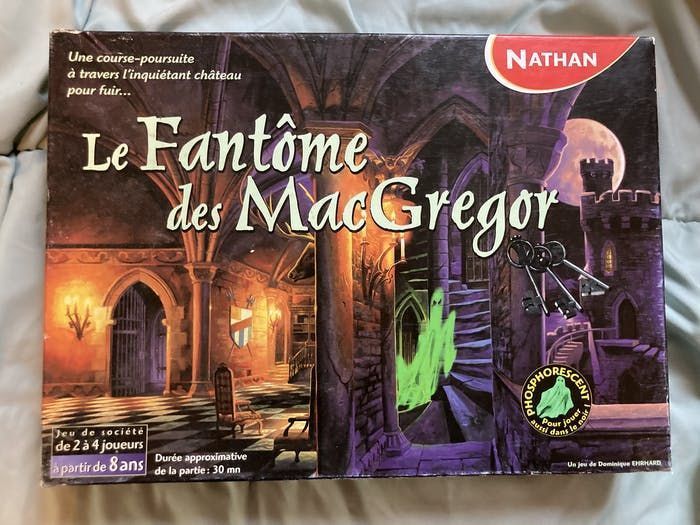 Une course-poursuite
à travers l'inquiétant château
pour fuir...
NATHAN
Le Fantôme
des MacGregor
PHOSPHORESCENT
Pour jouer
aussi dans le noir !
Jeu de société
de 2 à 4 joueurs
à partir de 8 ans
Durée approximative
de la partie : 30 mn
Un jeu de Dominique EHRHARD